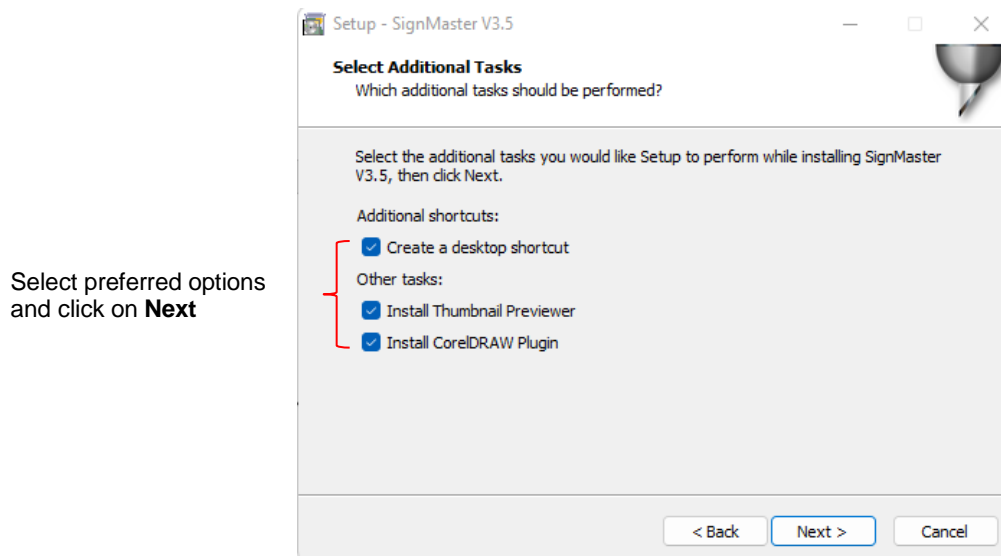 Setup - SignMaster V3.5
Select Additional Tasks
Which additional tasks should be performed?
Select the additional tasks you would like Setup to perform while installing SignMaster
V3.5, then click Next.
Additional shortcuts:
Create a desktop shortcut
Other tasks:
Install Thumbnail Previewer
Install CorelDRAW Plugin
Select preferred options
and click on Next
< Back
Next >
Cancel